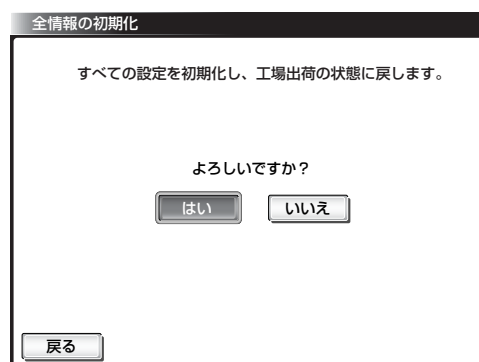 全情報の初期化
すべての設定を初期化し、工場出荷の状態に戻します。
よろしいですか？
はい いいえ
戻る